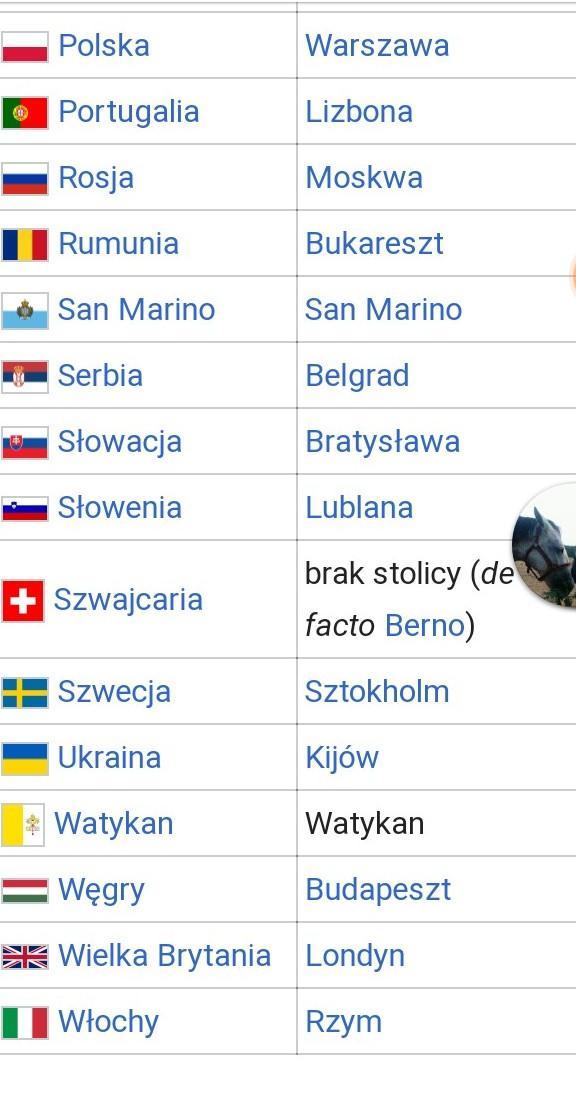 Polska Warszawa
Portugalia Lizbona
Rosja Moskwa
Rumunia Bukareszt
San Marino San Marino
Serbia Belgrad
Słowacja Bratysława
Słowenia Lublana
Szwajcaria brak stolicy (de
facto Berno)
Szwecja Sztokholm
Ukraina Kijów
Watykan Watykan
Węgry Budapeszt
Wielka Brytania Londyn
Włochy Rzym